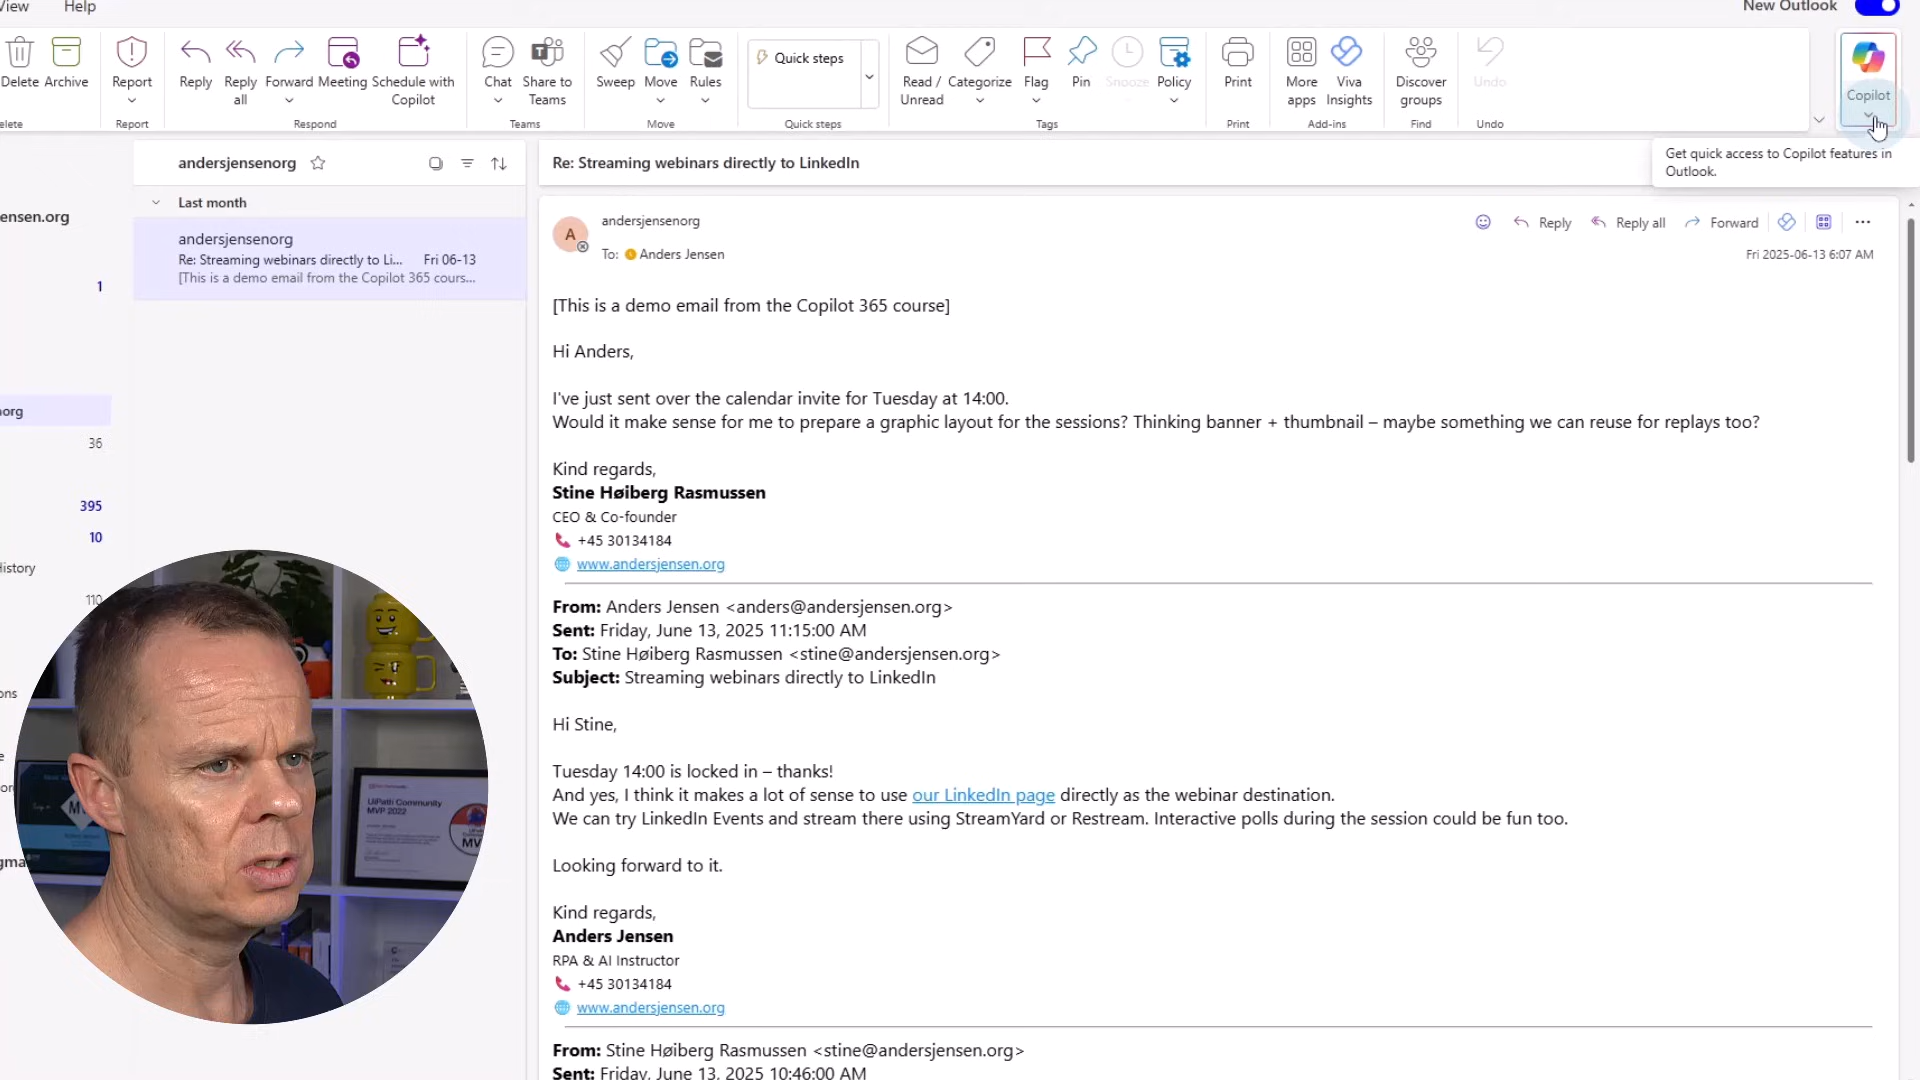 View Help New Outlook
Delete Archive Report Reply Reply all Forward Meeting Schedule with Copilot Chat Share to Teams Sweep Move Rules Quick steps Read / Unread Categorize Flag Pin Snooze Policy Print More apps Viva Insights Discover groups Undo Copilot
Report Respond Teams Move Quick steps Tags Print Add-ins Find Undo
Get quick access to Copilot features in
Outlook.
andersjensenorg
Last month
andersjensenorg
Re: Streaming webinars directly to Li... Fri 06-13
[This is a demo email from the Copilot 365 cours...
ensen.org
1
org
36
395
10
History
110
ons
Re: Streaming webinars directly to LinkedIn
A
andersjensenorg
To: Anders Jensen
Reply Reply all Forward
Fri 2025-06-13 6:07 AM
[This is a demo email from the Copilot 365 course]
Hi Anders,
I've just sent over the calendar invite for Tuesday at 14:00.
Would it make sense for me to prepare a graphic layout for the sessions? Thinking banner + thumbnail – maybe something we can reuse for replays too?
Kind regards,
Stine Høiberg Rasmussen
CEO & Co-founder
+45 30134184
www.andersjensen.org
From: Anders Jensen <anders@andersjensen.org>
Sent: Friday, June 13, 2025 11:15:00 AM
To: Stine Høiberg Rasmussen <stine@andersjensen.org>
Subject: Streaming webinars directly to LinkedIn
Hi Stine,
Tuesday 14:00 is locked in – thanks!
And yes, I think it makes a lot of sense to use our LinkedIn page directly as the webinar destination.
We can try LinkedIn Events and stream there using StreamYard or Restream. Interactive polls during the session could be fun too.
Looking forward to it.
Kind regards,
Anders Jensen
RPA & AI Instructor
+45 30134184
www.andersjensen.org
From: Stine Høiberg Rasmussen <stine@andersjensen.org>
Sent: Friday, June 13, 2025 10:46:00 AM
UiPath Community
MVP 2022